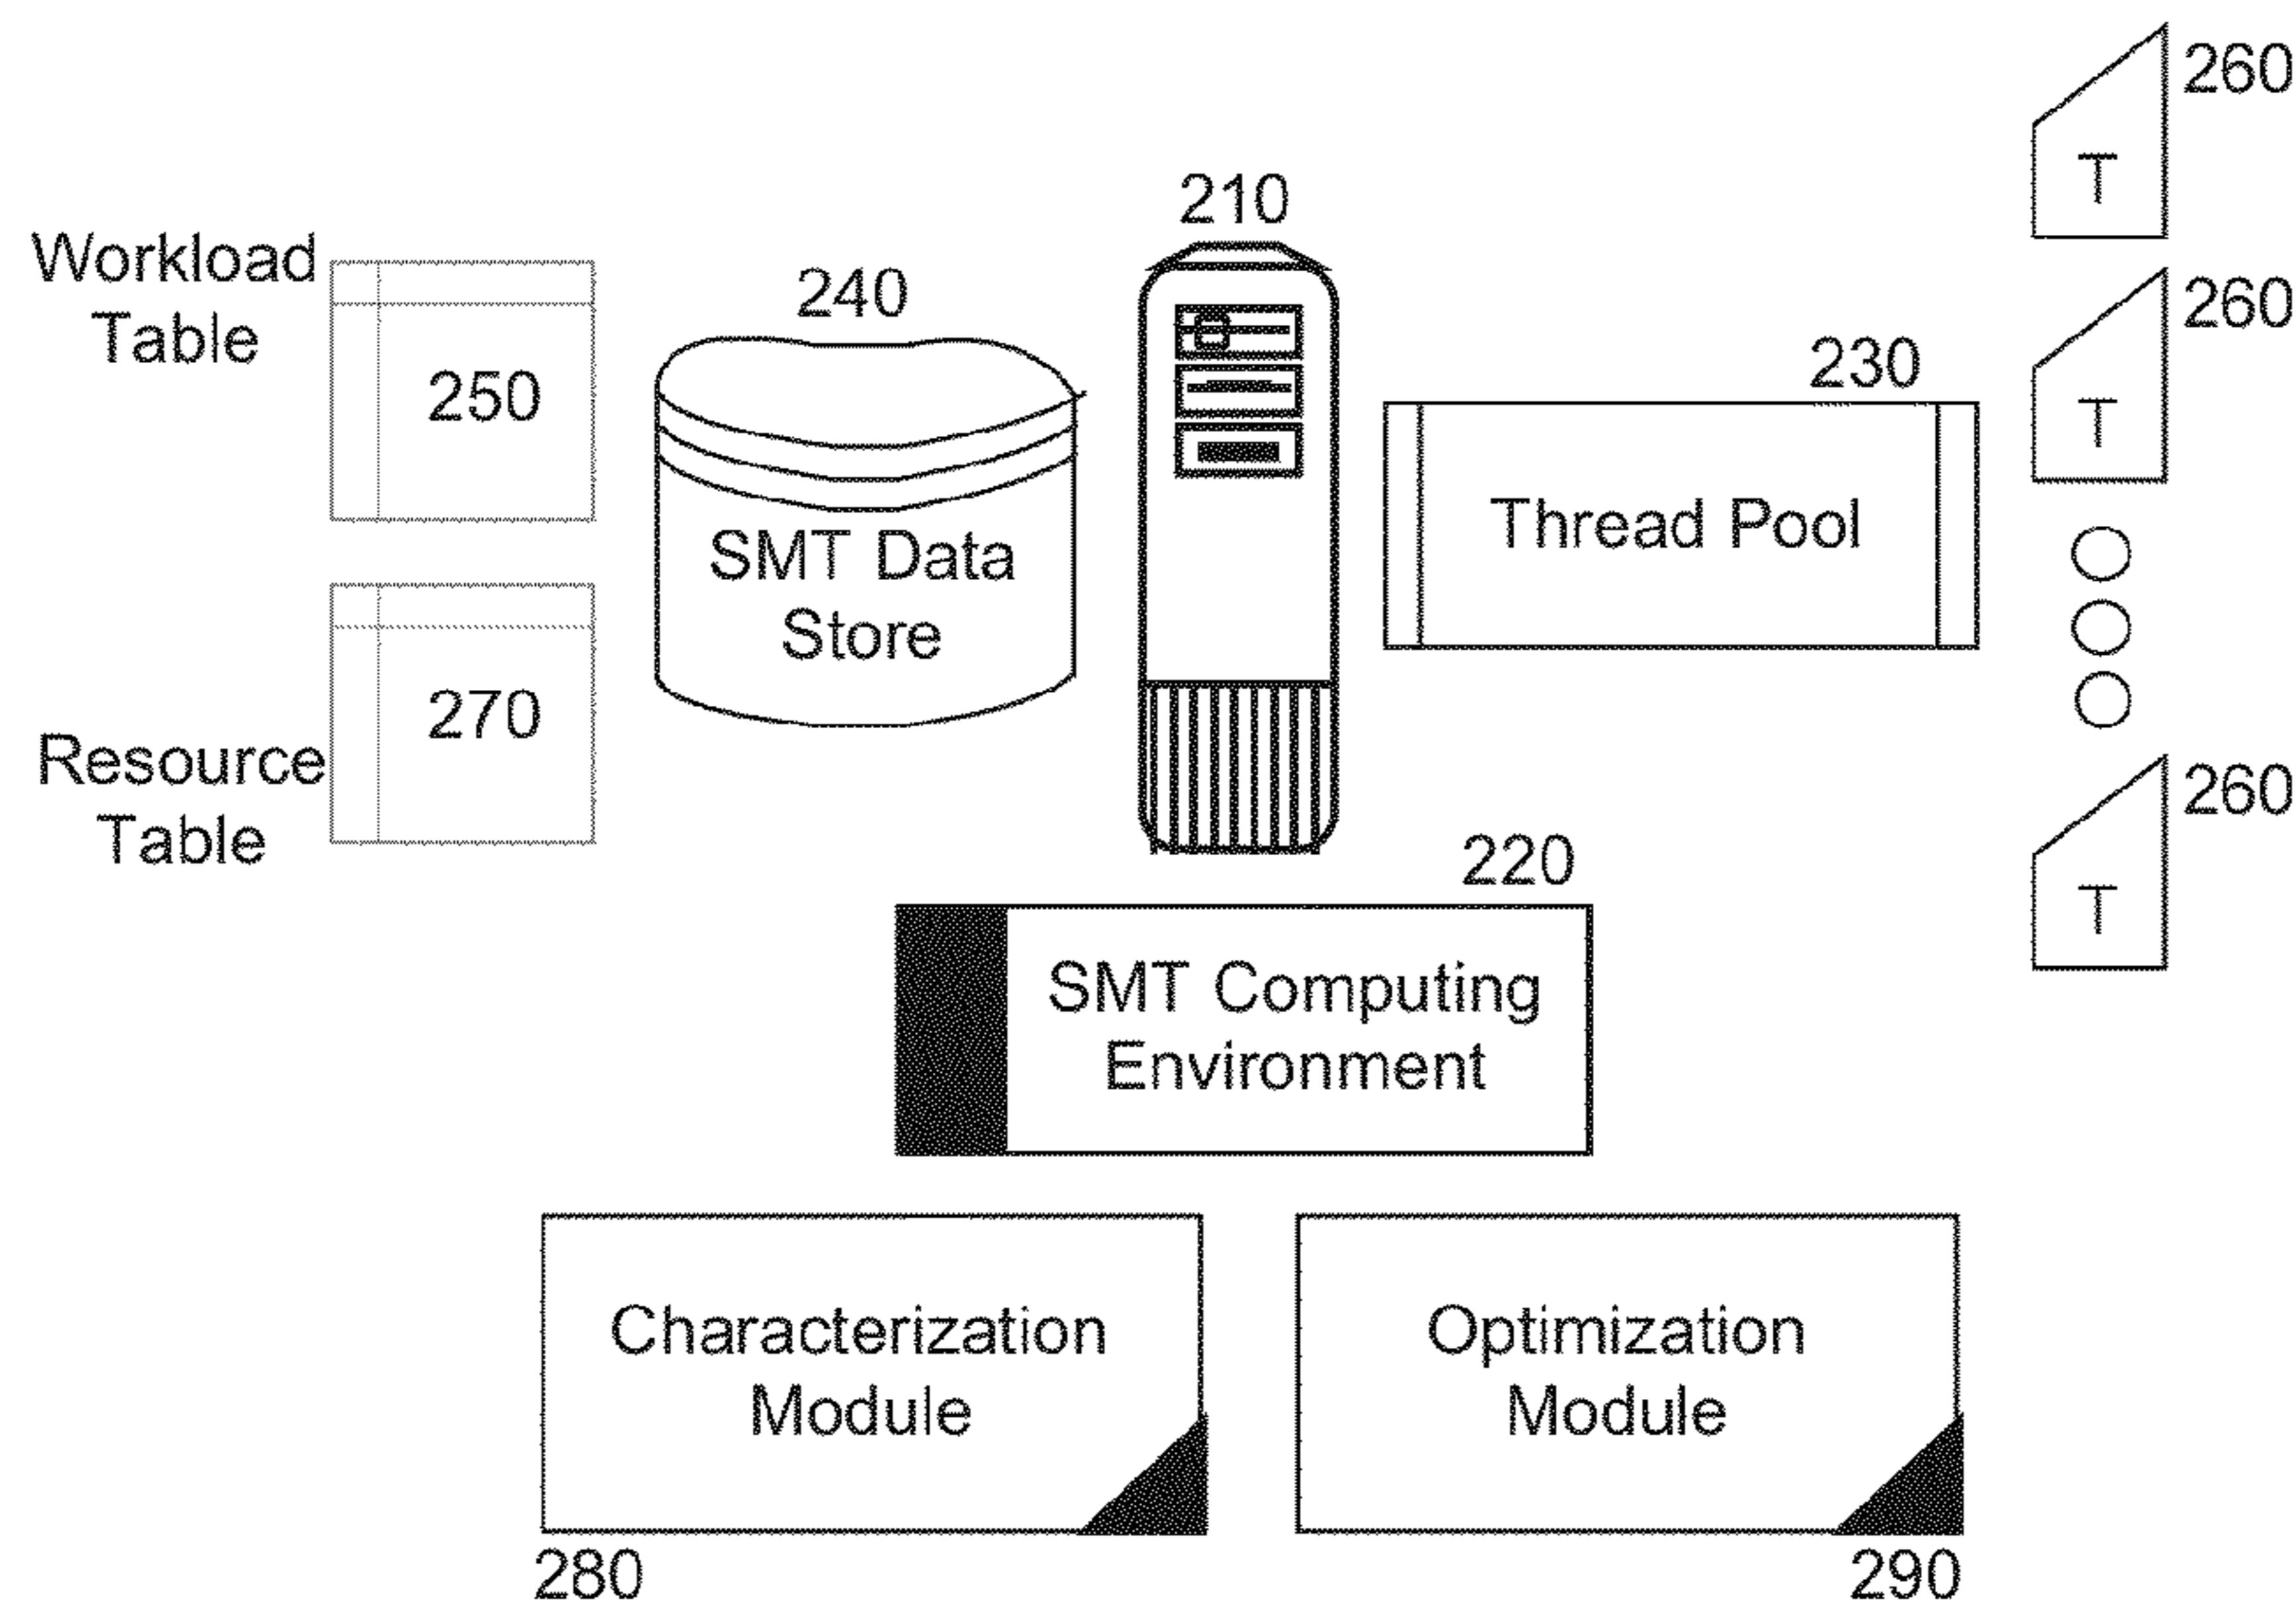 260
T
210
Workload
Table
250
240
260
T
230
SMT Data
Store
Thread Pool
Resource
Table
270
260
T
220
SMT Computing
Environment
Characterization
Module
280
Optimization
Module
290